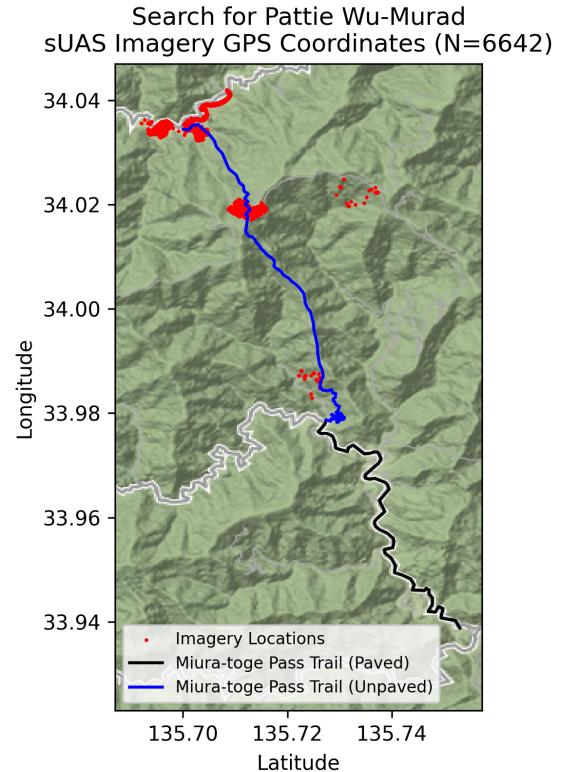 Search for Pattie Wu-Murad
sUAS Imagery GPS Coordinates (N=6642)
34.04
34.02
34.00
33.98
33.96
33.94
Longitude
Imagery Locations
Miura-toge Pass Trail (Paved)
Miura-toge Pass Trail (Unpaved)
135.70 135.72 135.74
Latitude